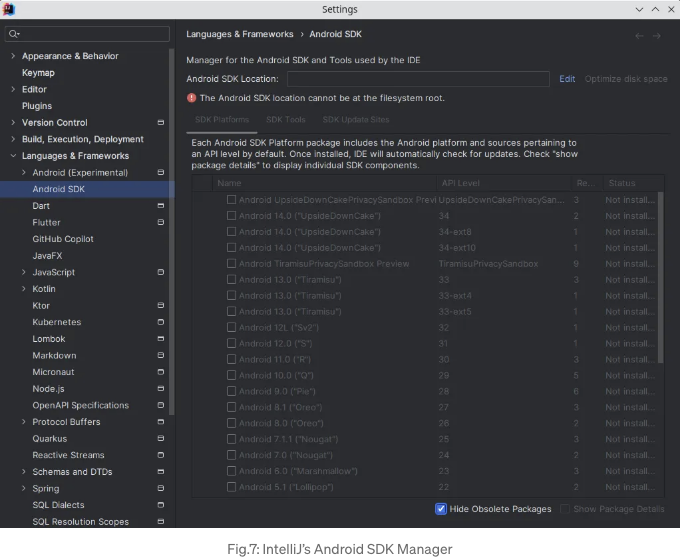 Settings
Appearance & Behavior
Keymap
Editor
Plugins
Version Control
Build, Execution, Deployment
Languages & Frameworks
Android (Experimental)
Android SDK
Dart
Flutter
GitHub Copilot
JavaFX
JavaScript
Kotlin
Ktor
Kubernetes
Lombok
Markdown
Micronaut
Node.js
OpenAPI Specifications
Protocol Buffers
Quarkus
Reactive Streams
Schemas and DTDs
Spring
SQL Dialects
SQL Resolution Scopes
Languages & Frameworks › Android SDK
Manager for the Android SDK and Tools used by the IDE
Android SDK Location: Edit Optimize disk space
The Android SDK location cannot be at the filesystem root.
SDK Platforms SDK Tools SDK Update Sites
Each Android SDK Platform package includes the Android platform and sources pertaining to
an API level by default. Once installed, IDE will automatically check for updates. Check "show
package details" to display individual SDK components.
Name API Level Re... Status
Android UpsideDownCakePrivacySandbox Previ UpsideDownCakePrivacySan... 3 Not install...
Android 14.0 ("UpsideDownCake") 34 2 Not install...
Android 14.0 ("UpsideDownCake") 34-ext8 1 Not install...
Android 14.0 ("UpsideDownCake") 34-ext10 1 Not install...
Android TiramisuPrivacySandbox Preview TiramisuPrivacySandbox 9 Not install...
Android 13.0 ("Tiramisu") 33 3 Not install...
Android 13.0 ("Tiramisu") 33-ext4 1 Not install...
Android 13.0 ("Tiramisu") 33-ext5 1 Not install...
Android 12L ("Sv2") 32 1 Not install...
Android 12.0 ("S") 31 1 Not install...
Android 11.0 ("R") 30 3 Not install...
Android 10.0 ("Q") 29 5 Not install...
Android 9.0 ("Pie") 28 6 Not install...
Android 8.1 ("Oreo") 27 3 Not install...
Android 8.0 ("Oreo") 26 2 Not install...
Android 7.1.1 ("Nougat") 25 3 Not install...
Android 7.0 ("Nougat") 24 2 Not install...
Android 6.0 ("Marshmallow") 23 3 Not install...
Android 5.1 ("Lollipop") 22 2 Not install...
Hide Obsolete Packages Show Package Details
Fig.7: IntelliJ's Android SDK Manager